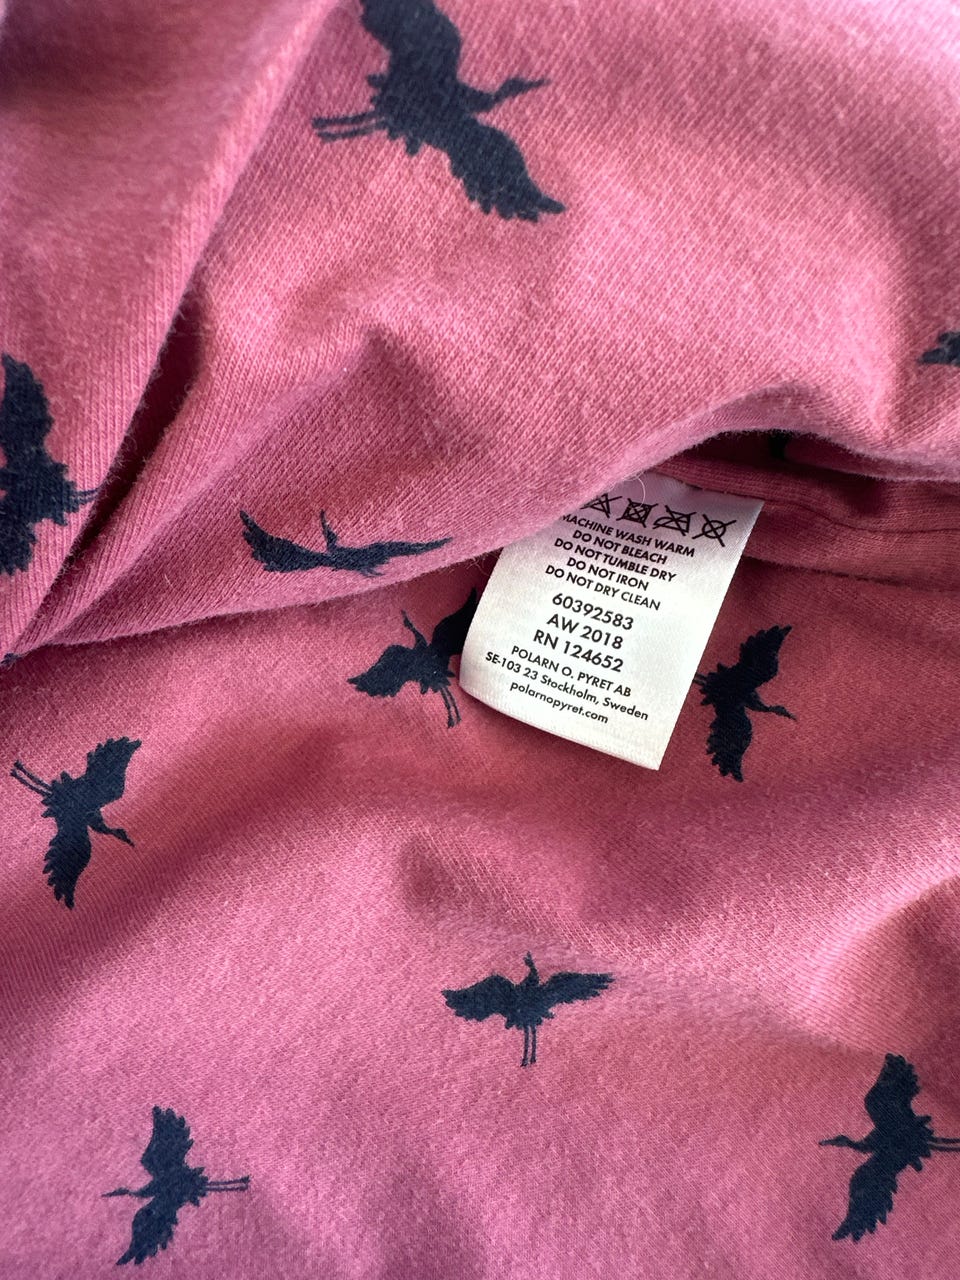 MACHINE WASH WARM
DO NOT BLEACH
DO NOT TUMBLE DRY
DO NOT IRON
DO NOT DRY CLEAN
60392583
AW 2018
RN 124652
POLARN O. PYRET AB
SE-103 23 Stockholm, Sweden
polarnopyret.com